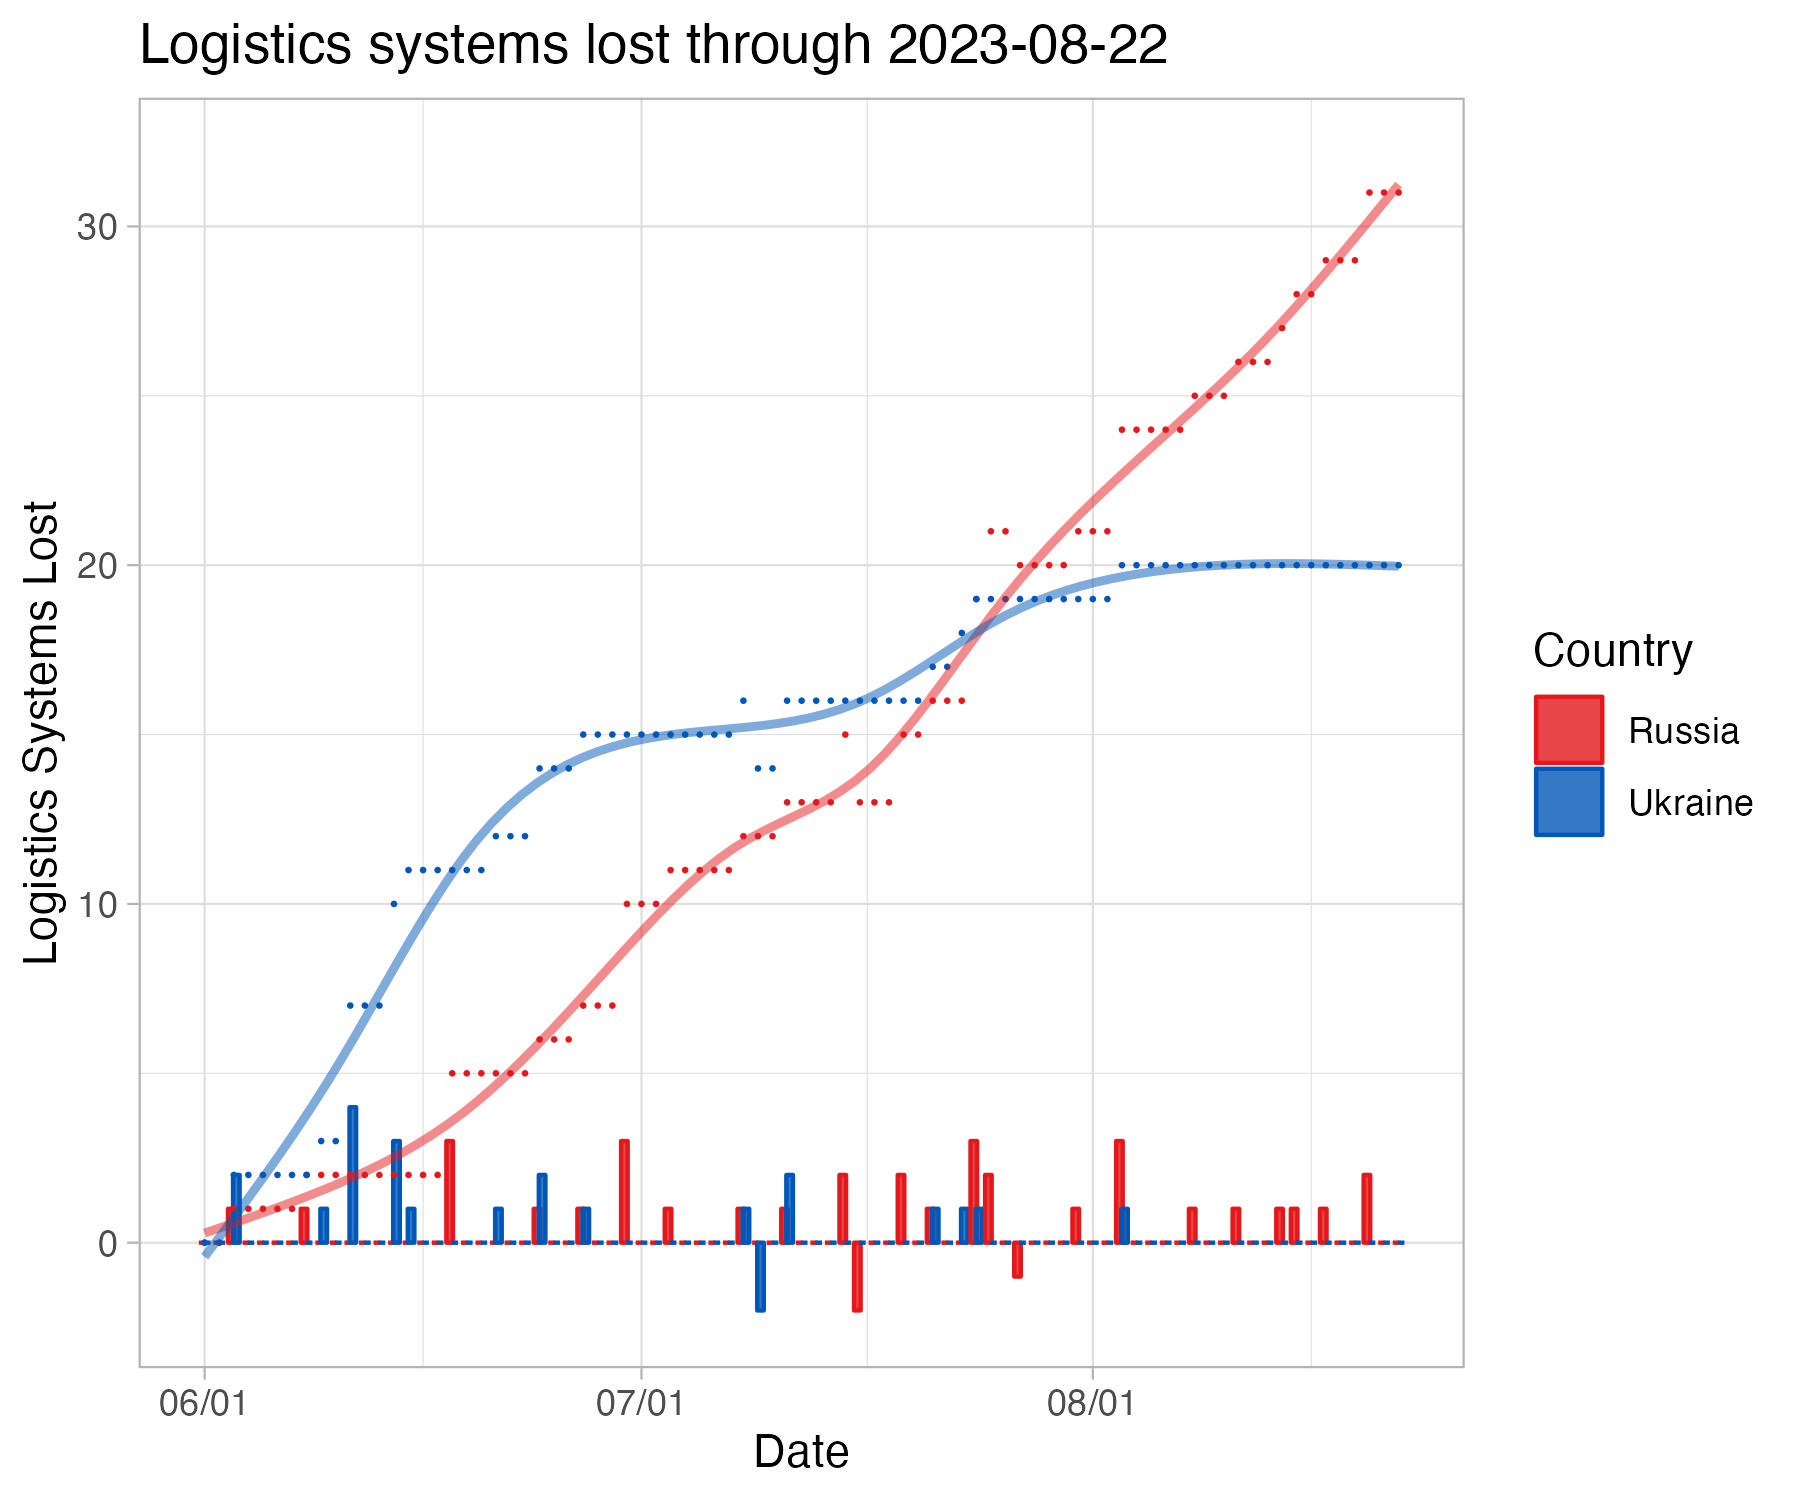 Logistics systems lost through 2023-08-22
Logistics Systems Lost
30
20
10
0
06/01
07/01
08/01
Date
Country
Russia
Ukraine